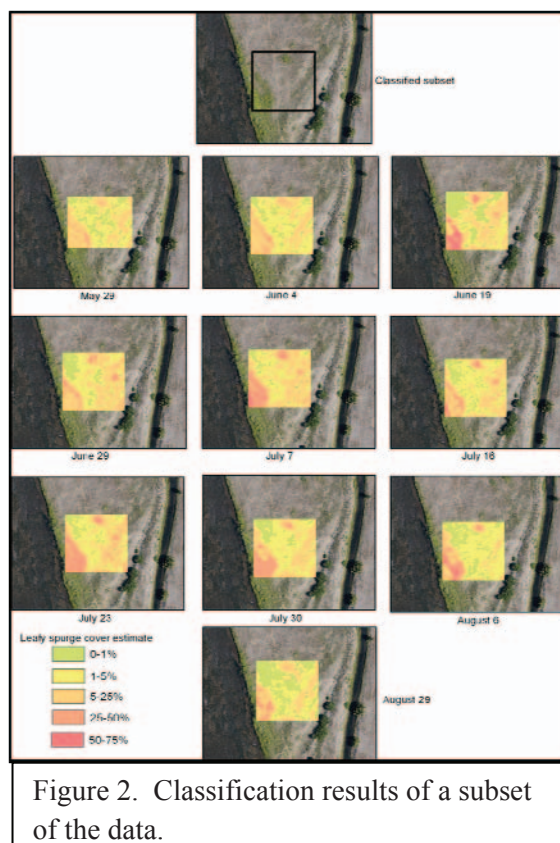 Classified subset
May 29
June 4
June 19
June 29
July 7
July 16
July 23
July 30
August 6
Leafy spurge cover estimate
0-1%
1-5%
5-25%
25-50%
50-75%
August 29
Figure 2. Classification results of a subset
of the data.